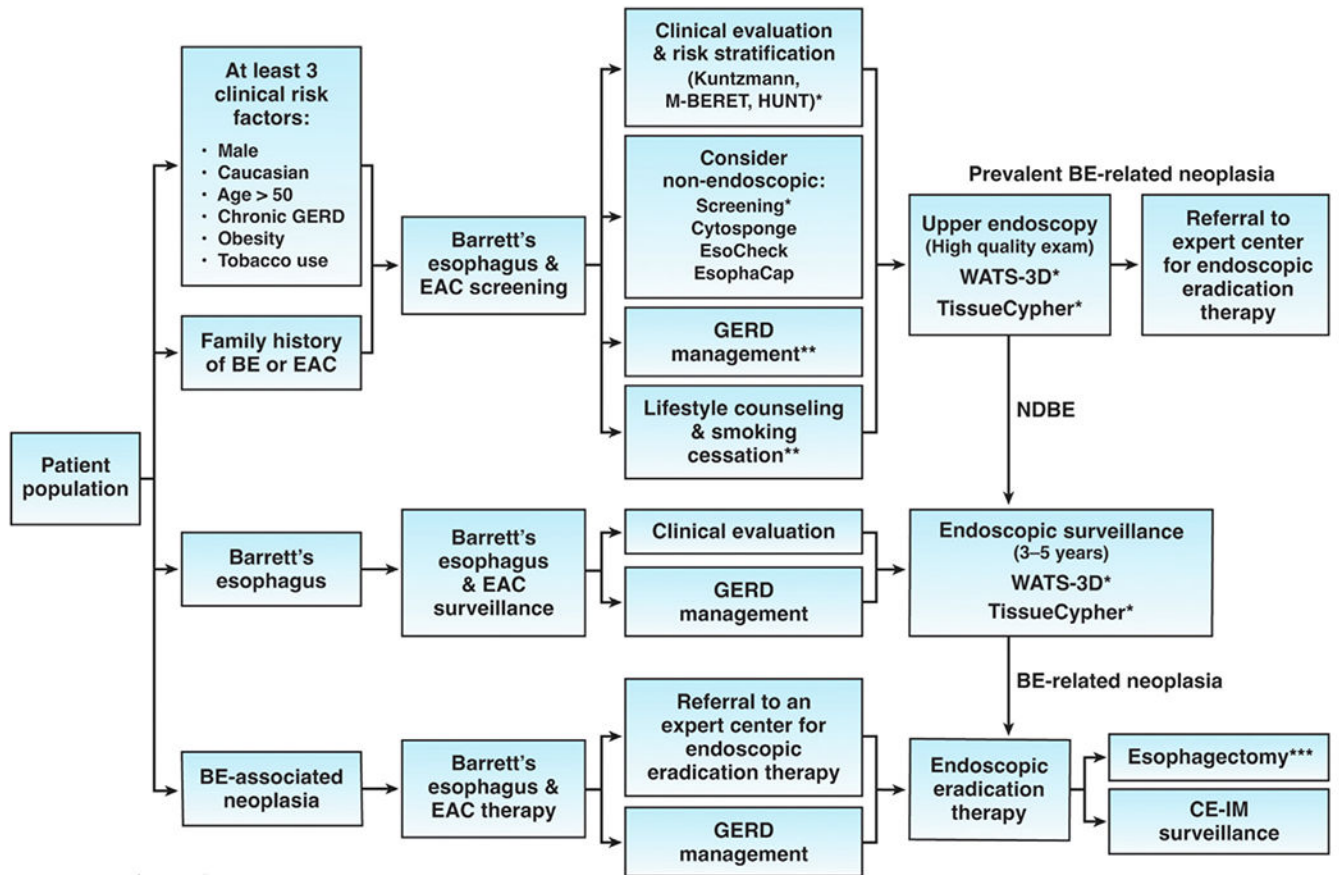 Patient
population
At least 3
clinical risk
factors:
· Male
· Caucasian
· Age > 50
· Chronic GERD
· Obesity
· Tobacco use
Family history
of BE or EAC
Barrett's
esophagus &
EAC screening
Clinical evaluation
& risk stratification
(Kuntzmann,
M-BERET, HUNT)*
Consider
non-endoscopic:
Screening*
Cytosponge
EsoCheck
EsophaCap
GERD
management**
Lifestyle counseling
& smoking
cessation**
Prevalent BE-related neoplasia
Upper endoscopy
(High quality exam)
WATS-3D*
TissueCypher*
Referral to
expert center
for endoscopic
eradication
therapy
NDBE
Barrett's
esophagus
Barrett's
esophagus
& EAC
surveillance
Clinical evaluation
GERD
management
Endoscopic surveillance
(3–5 years)
WATS-3D*
TissueCypher*
BE-related neoplasia
BE-associated
neoplasia
Barrett's
esophagus &
EAC therapy
Referral to an
expert center for
endoscopic
eradication therapy
GERD
management
Endoscopic
eradication
therapy
Esophagectomy***
CE-IM
surveillance